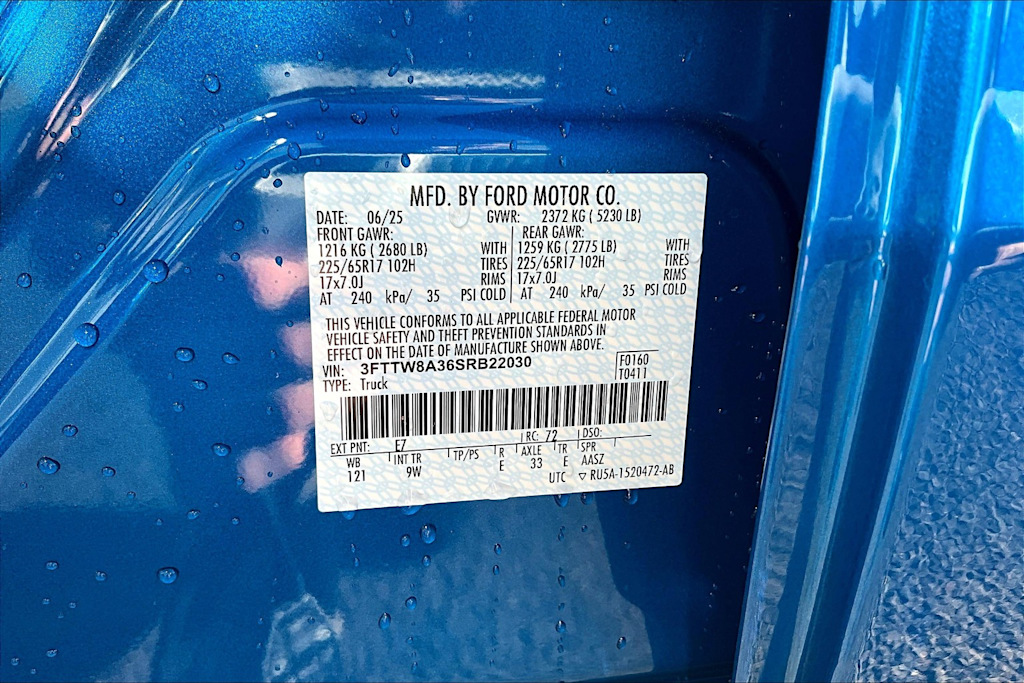 MFD. BY FORD MOTOR CO.
DATE: 06/25 GVWR: 2372 KG ( 5230 LB)
FRONT GAWR: REAR GAWR:
1216 KG ( 2680 LB) WITH 1259 KG ( 2775 LB) WITH
225/65R17 102H TIRES 225/65R17 102H TIRES
17x7.0J RIMS 17x7.0J RIMS
AT 240 kPa/ 35 PSI COLD AT 240 kPa/ 35 PSI COLD
THIS VEHICLE CONFORMS TO ALL APPLICABLE FEDERAL MOTOR
VEHICLE SAFETY AND THEFT PREVENTION STANDARDS IN
EFFECT ON THE DATE OF MANUFACTURE SHOWN ABOVE.
VIN: 3FTTW8A36SRB22030 F0160
TYPE: Truck T0411
EXT PNT: E7 RC: 72 DSO:
WB INT TR TP/PS R AXLE TR SPR
121 9W E 33 E AASZ
UTC ▽ RU5A-1520472-AB